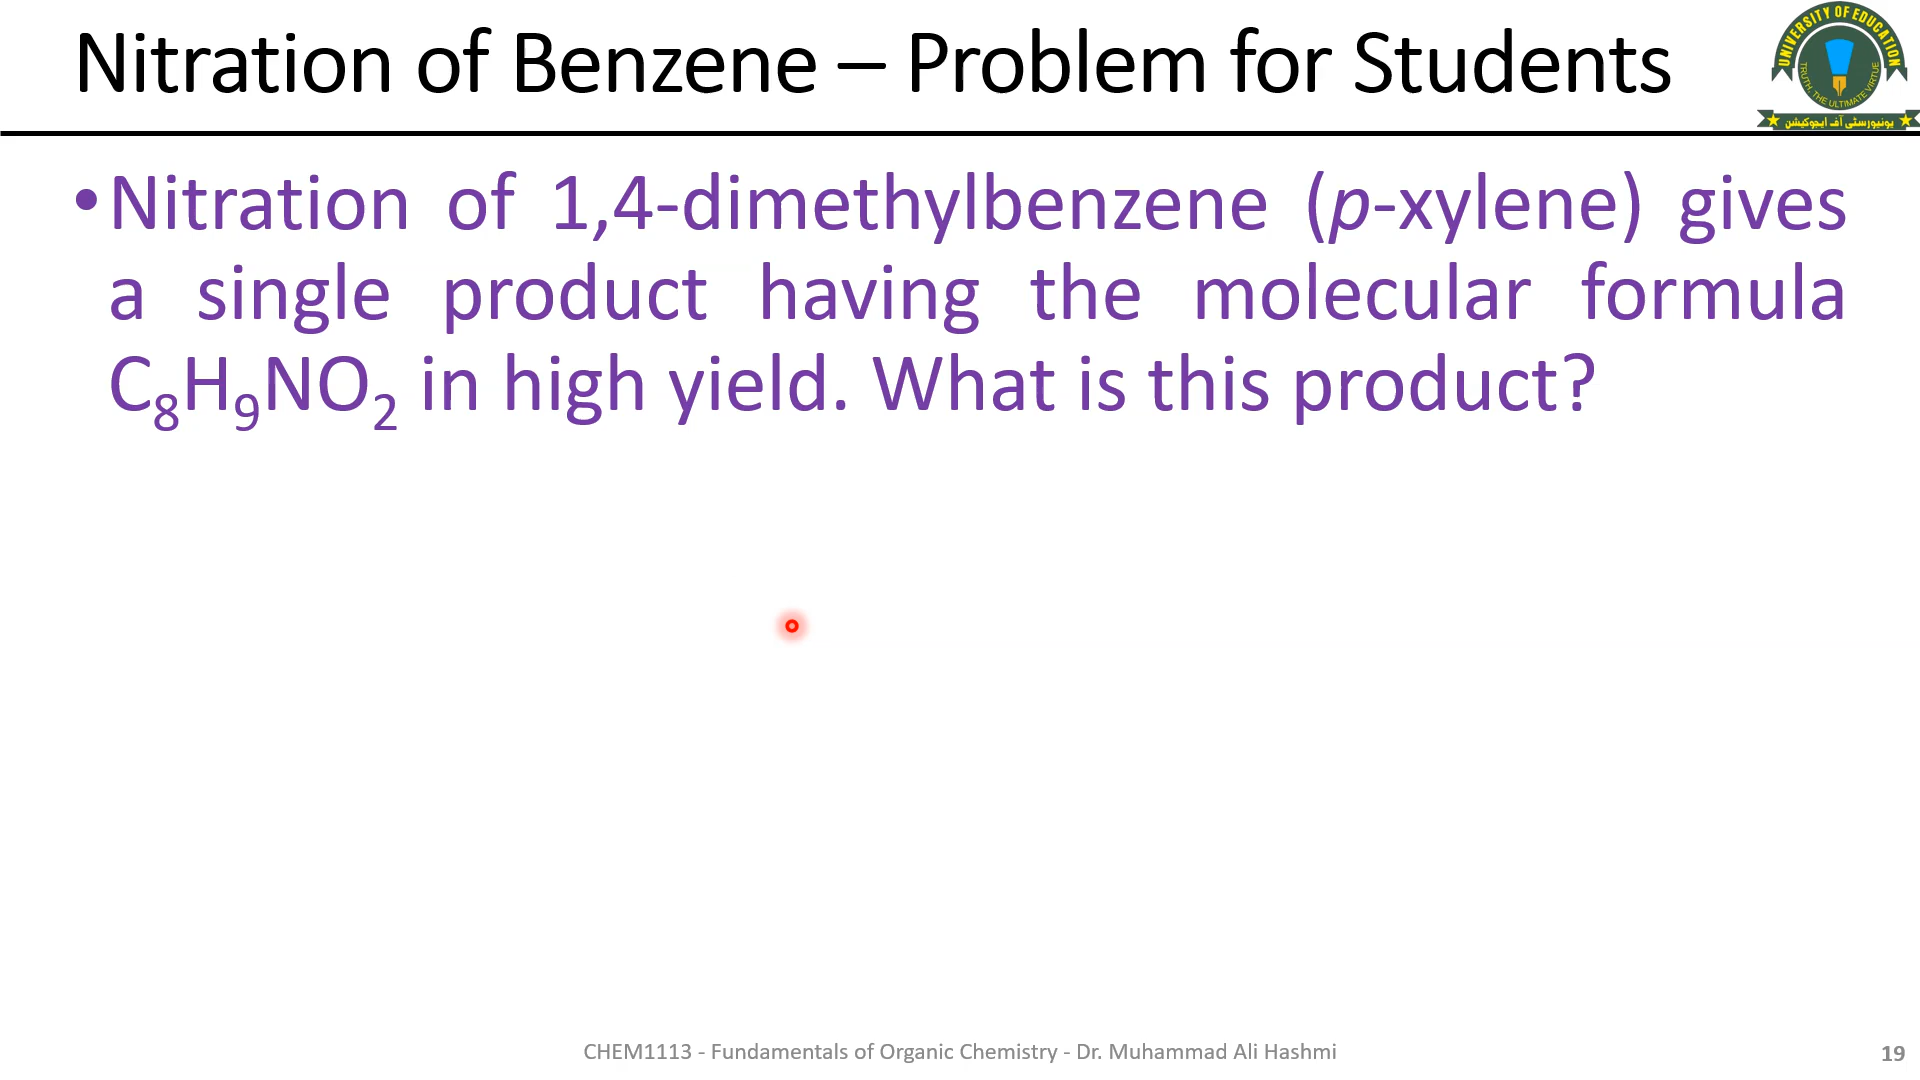 Nitration of Benzene – Problem for Students
UNIVERSITY OF EDUCATION
TRUTH, THE ULTIMATE VIRTUE
یونیورسٹی آف ایجوکیشن
•Nitration of 1,4-dimethylbenzene (p-xylene) gives
a single product having the molecular formula
C₈H₉NO₂ in high yield. What is this product?
CHEM1113 - Fundamentals of Organic Chemistry - Dr. Muhammad Ali Hashmi
19